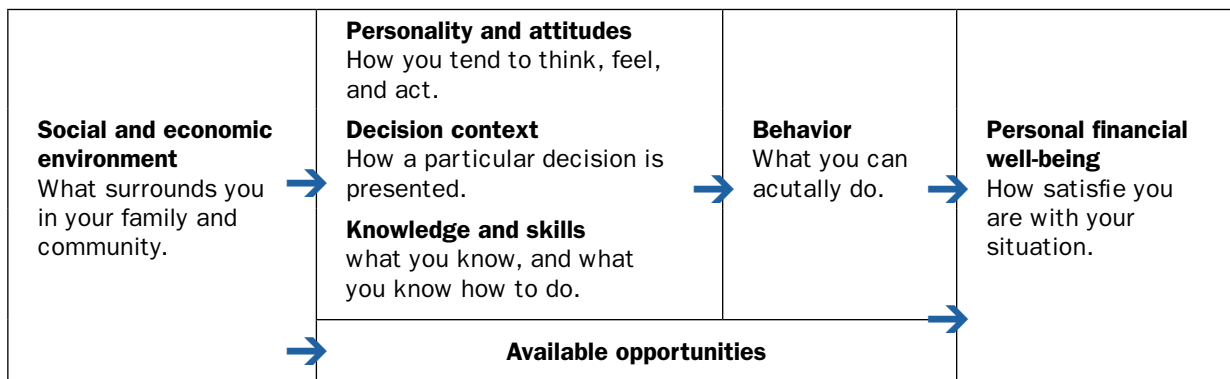 Social and economic
environment
What surrounds you
in your family and
community.
Personality and attitudes
How you tend to think, feel,
and act.
Decision context
How a particular decision is
presented.
Knowledge and skills
what you know, and what
you know how to do.
Behavior
What you can
acutally do.
Personal financial
well-being
How satisfie you
are with your
situation.
Available opportunities